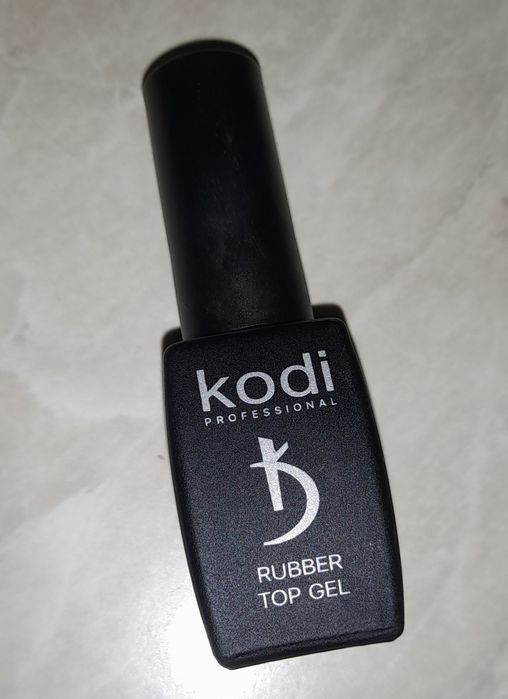 kodi
PROFESSIONAL
RUBBER
TOP GEL